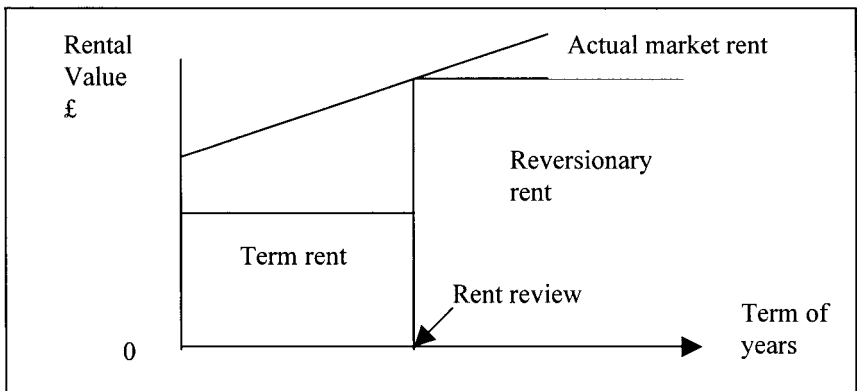 Rental
Value
£
Actual market rent
Reversionary
rent
Term rent
Rent review
Term of
years
0